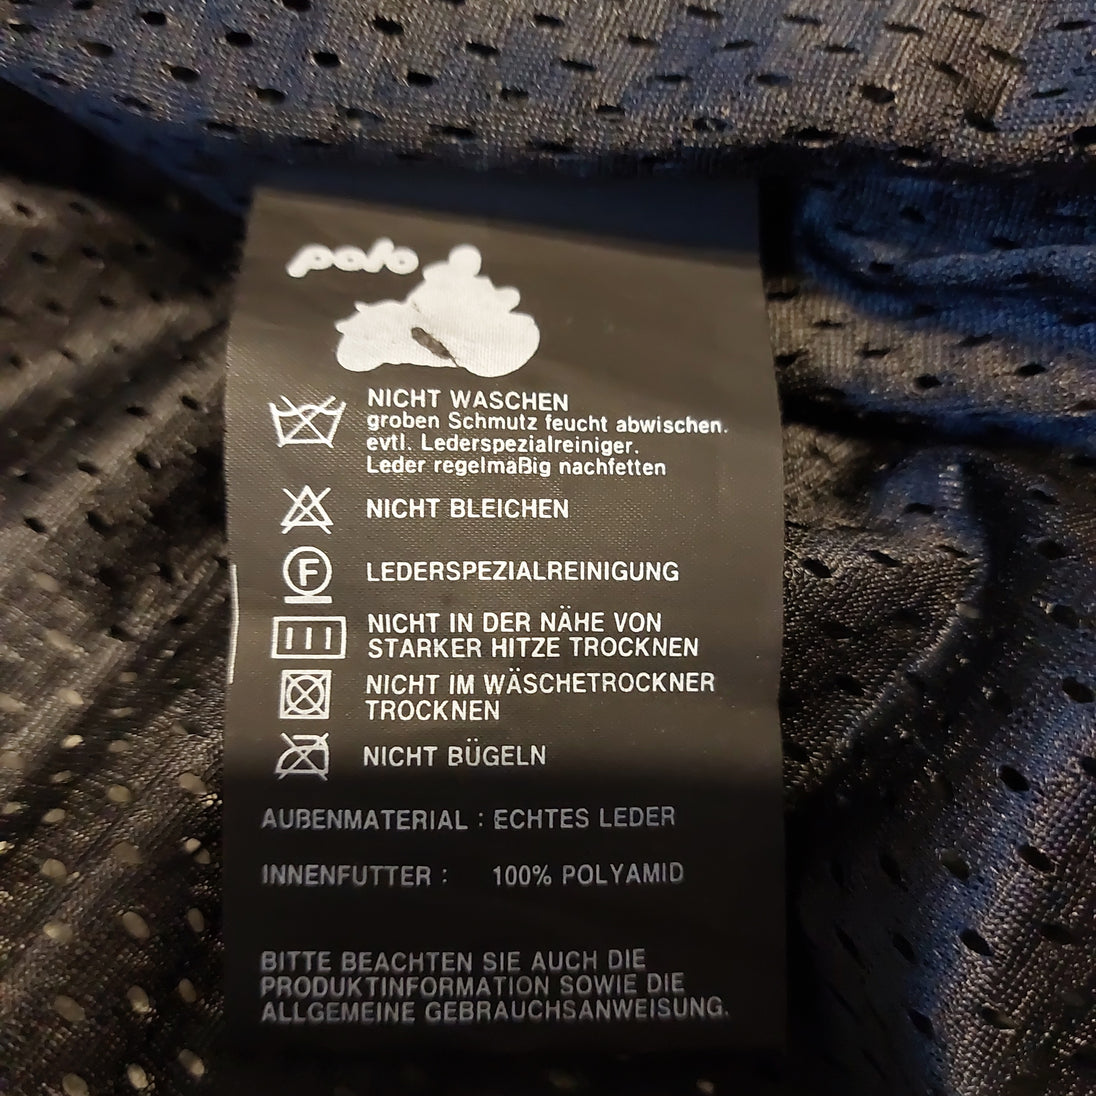 polo
NICHT WASCHEN
groben Schmutz feucht abwischen.
evtl. Lederspezialreiniger.
Leder regelmäßig nachfetten
NICHT BLEICHEN
F
LEDERSPEZIALREINIGUNG
NICHT IN DER NÄHE VON
STARKER HITZE TROCKNEN
NICHT IM WÄSCHETROCKNER
TROCKNEN
NICHT BÜGELN
AUßENMATERIAL : ECHTES LEDER
INNENFUTTER : 100% POLYAMID
BITTE BEACHTEN SIE AUCH DIE
PRODUKTINFORMATION SOWIE DIE
ALLGEMEINE GEBRAUCHSANWEISUNG.